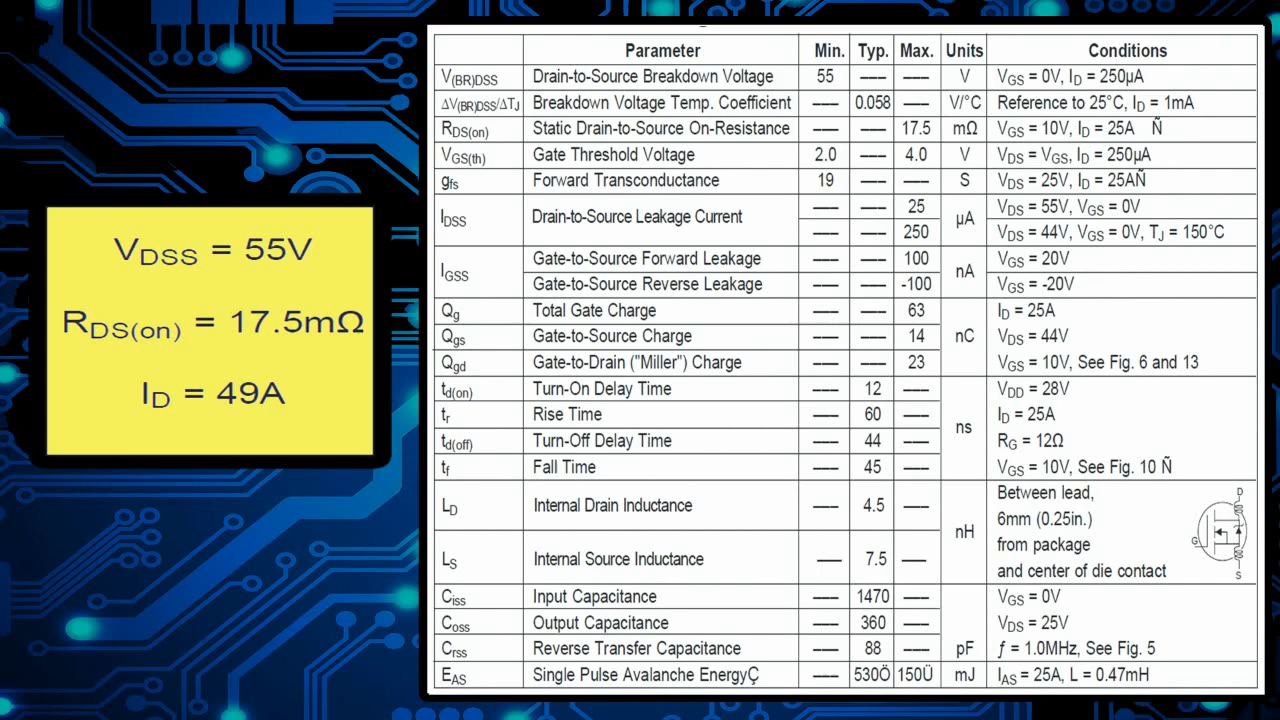 V_DSS = 55V
R_DS(on) = 17.5mΩ
I_D = 49A
Parameter Min. Typ. Max. Units Conditions
V(BR)DSS Drain-to-Source Breakdown Voltage 55 ––– ––– V VGS = 0V, ID = 250µA
ΔV(BR)DSS/ΔTJ Breakdown Voltage Temp. Coefficient ––– 0.058 ––– V/°C Reference to 25°C, ID = 1mA
RDS(on) Static Drain-to-Source On-Resistance ––– ––– 17.5 mΩ VGS = 10V, ID = 25A Ñ
VGS(th) Gate Threshold Voltage 2.0 ––– 4.0 V VDS = VGS, ID = 250µA
gfs Forward Transconductance 19 ––– ––– S VDS = 25V, ID = 25AÑ
IDSS Drain-to-Source Leakage Current ––– ––– 25 µA VDS = 55V, VGS = 0V
––– ––– 250 VDS = 44V, VGS = 0V, TJ = 150°C
IGSS Gate-to-Source Forward Leakage ––– ––– 100 nA VGS = 20V
Gate-to-Source Reverse Leakage ––– ––– -100 VGS = -20V
Qg Total Gate Charge ––– ––– 63 nC ID = 25A
Qgs Gate-to-Source Charge ––– ––– 14 VDS = 44V
Qgd Gate-to-Drain ("Miller") Charge ––– ––– 23 VGS = 10V, See Fig. 6 and 13
td(on) Turn-On Delay Time ––– 12 ––– ns VDD = 28V
tr Rise Time ––– 60 ––– ID = 25A
td(off) Turn-Off Delay Time ––– 44 ––– RG = 12Ω
tf Fall Time ––– 45 ––– VGS = 10V, See Fig. 10 Ñ
LD Internal Drain Inductance ––– 4.5 ––– nH Between lead,
6mm (0.25in.)
from package
LS Internal Source Inductance ––– 7.5 ––– and center of die contact
D
G
S
Ciss Input Capacitance ––– 1470 ––– pF VGS = 0V
Coss Output Capacitance ––– 360 ––– VDS = 25V
Crss Reverse Transfer Capacitance ––– 88 ––– ƒ = 1.0MHz, See Fig. 5
EAS Single Pulse Avalanche EnergyÇ ––– 530Ö 150Ü mJ IAS = 25A, L = 0.47mH